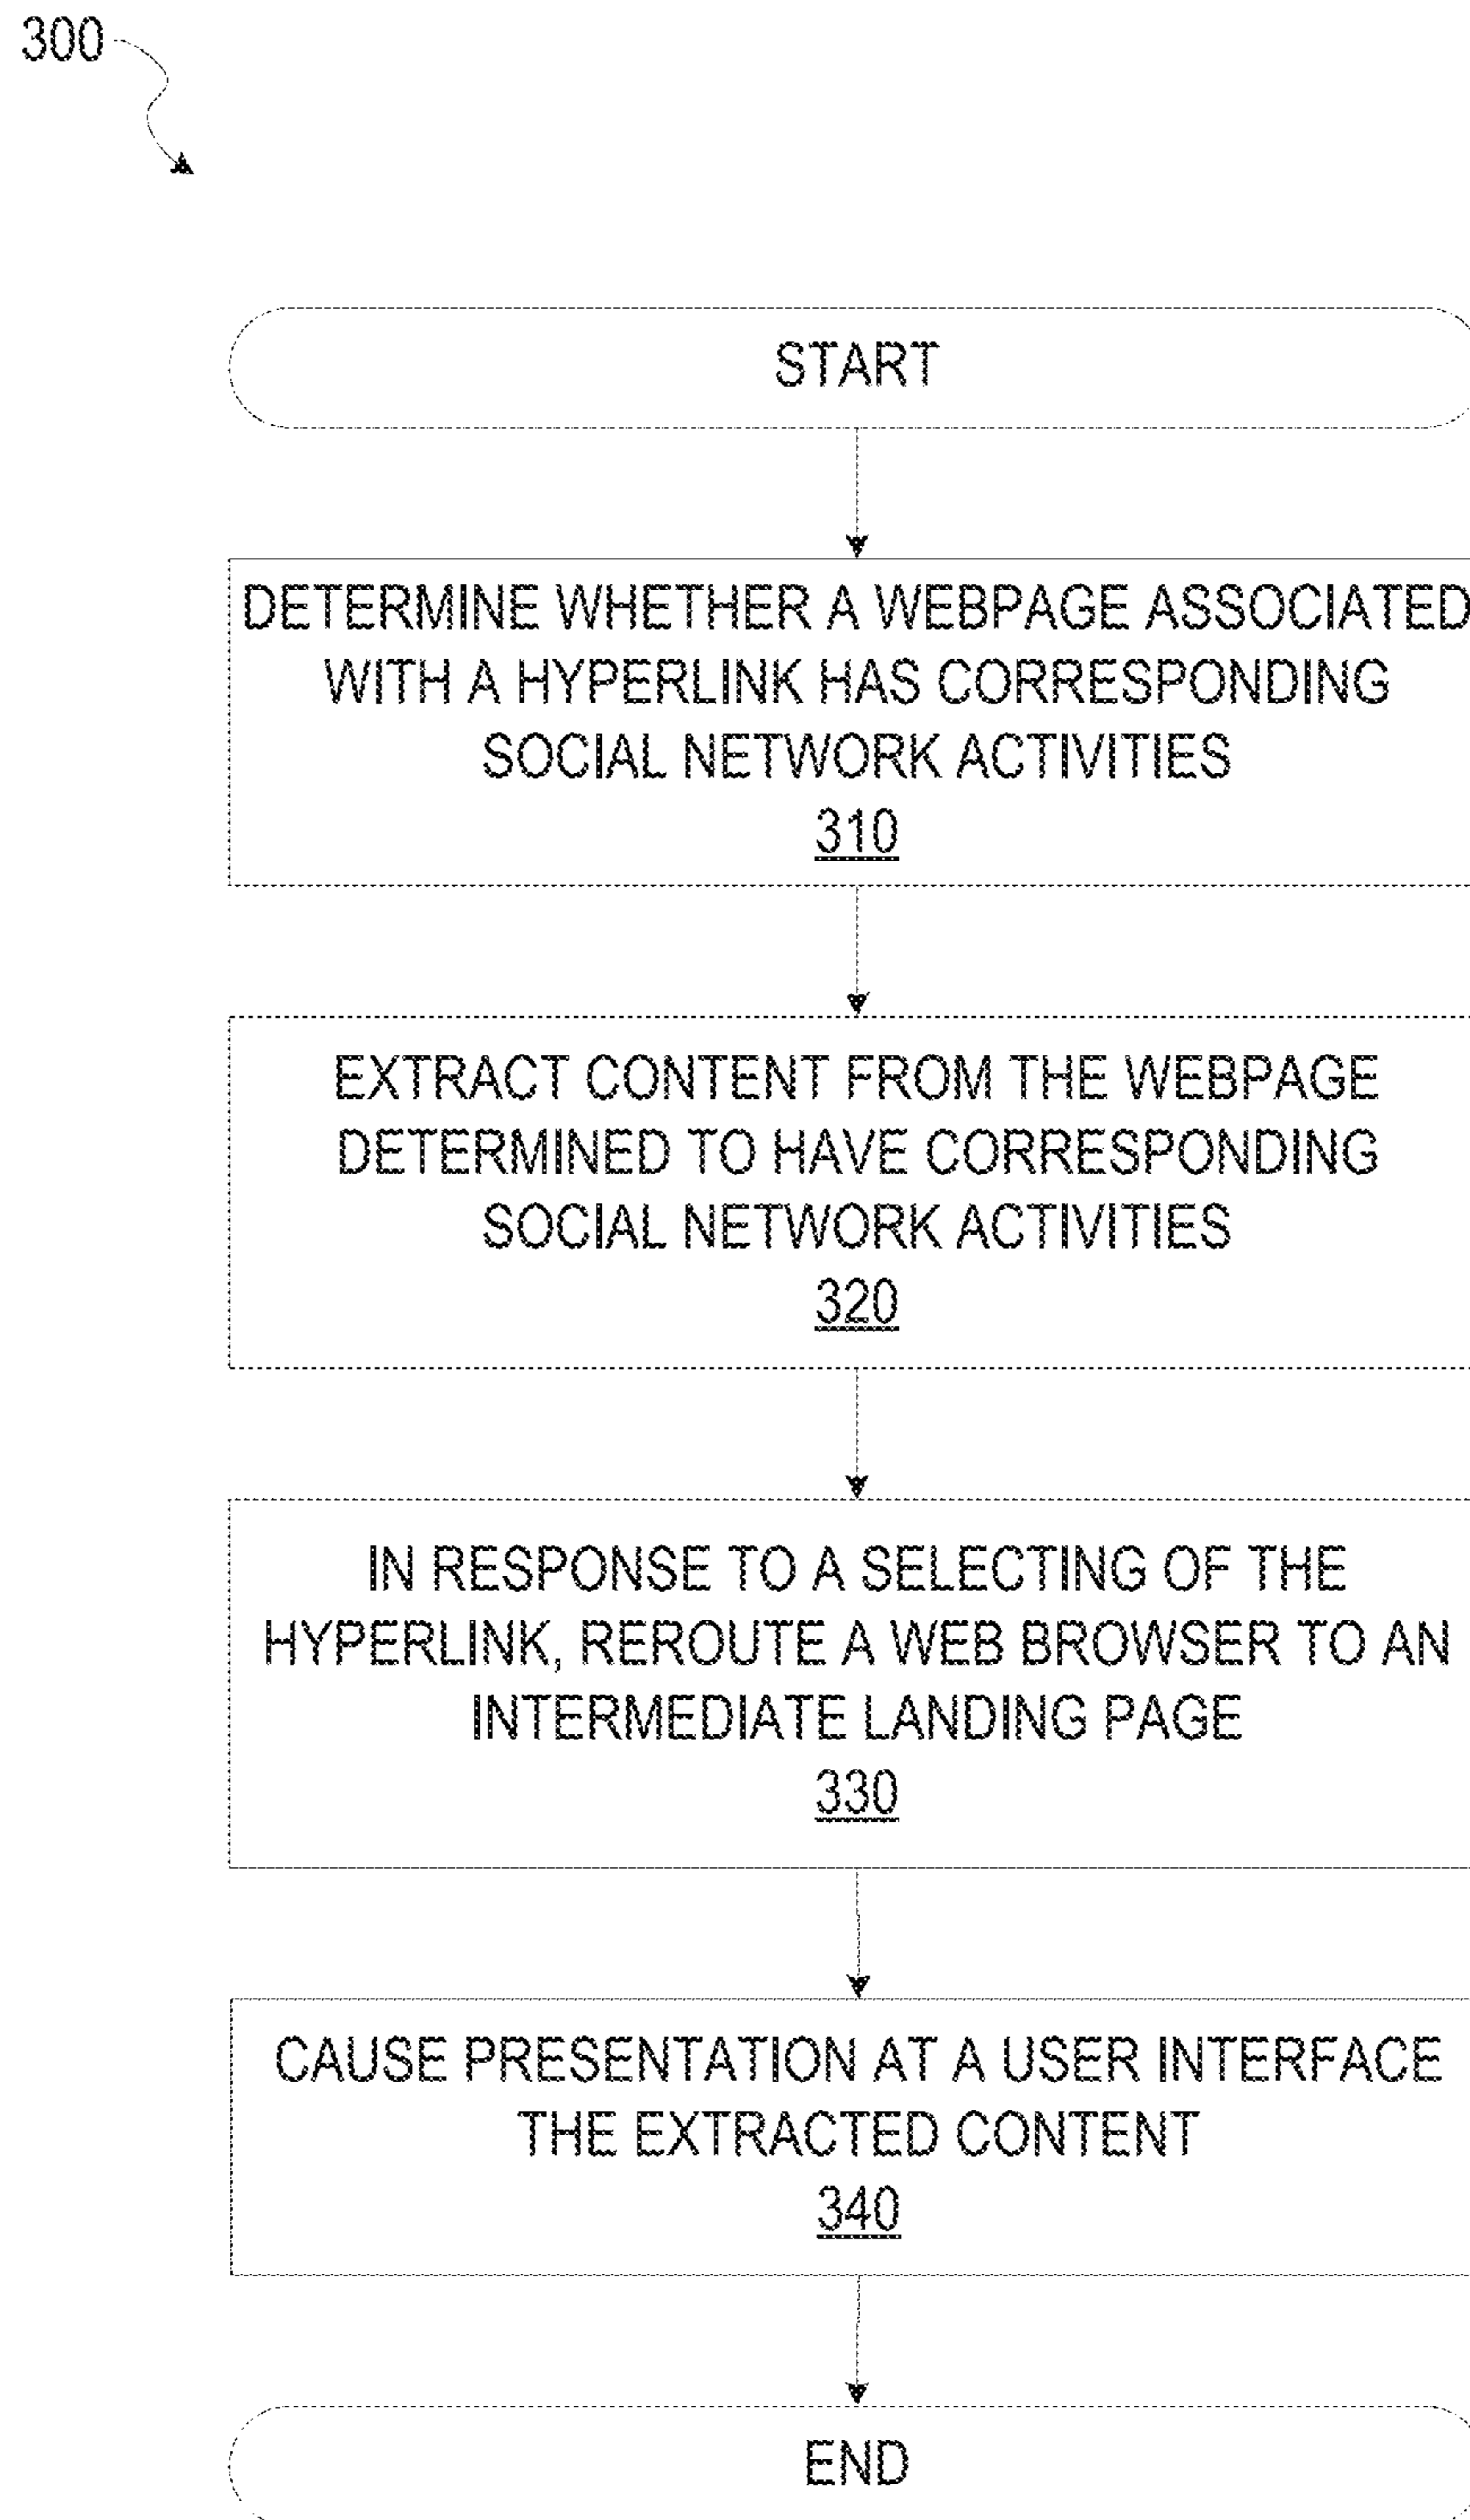 300
START
DETERMINE WHETHER A WEBPAGE ASSOCIATED
WITH A HYPERLINK HAS CORRESPONDING
SOCIAL NETWORK ACTIVITIES
310
EXTRACT CONTENT FROM THE WEBPAGE
DETERMINED TO HAVE CORRESPONDING
SOCIAL NETWORK ACTIVITIES
320
IN RESPONSE TO A SELECTING OF THE
HYPERLINK, REROUTE A WEB BROWSER TO AN
INTERMEDIATE LANDING PAGE
330
CAUSE PRESENTATION AT A USER INTERFACE
THE EXTRACTED CONTENT
340
END